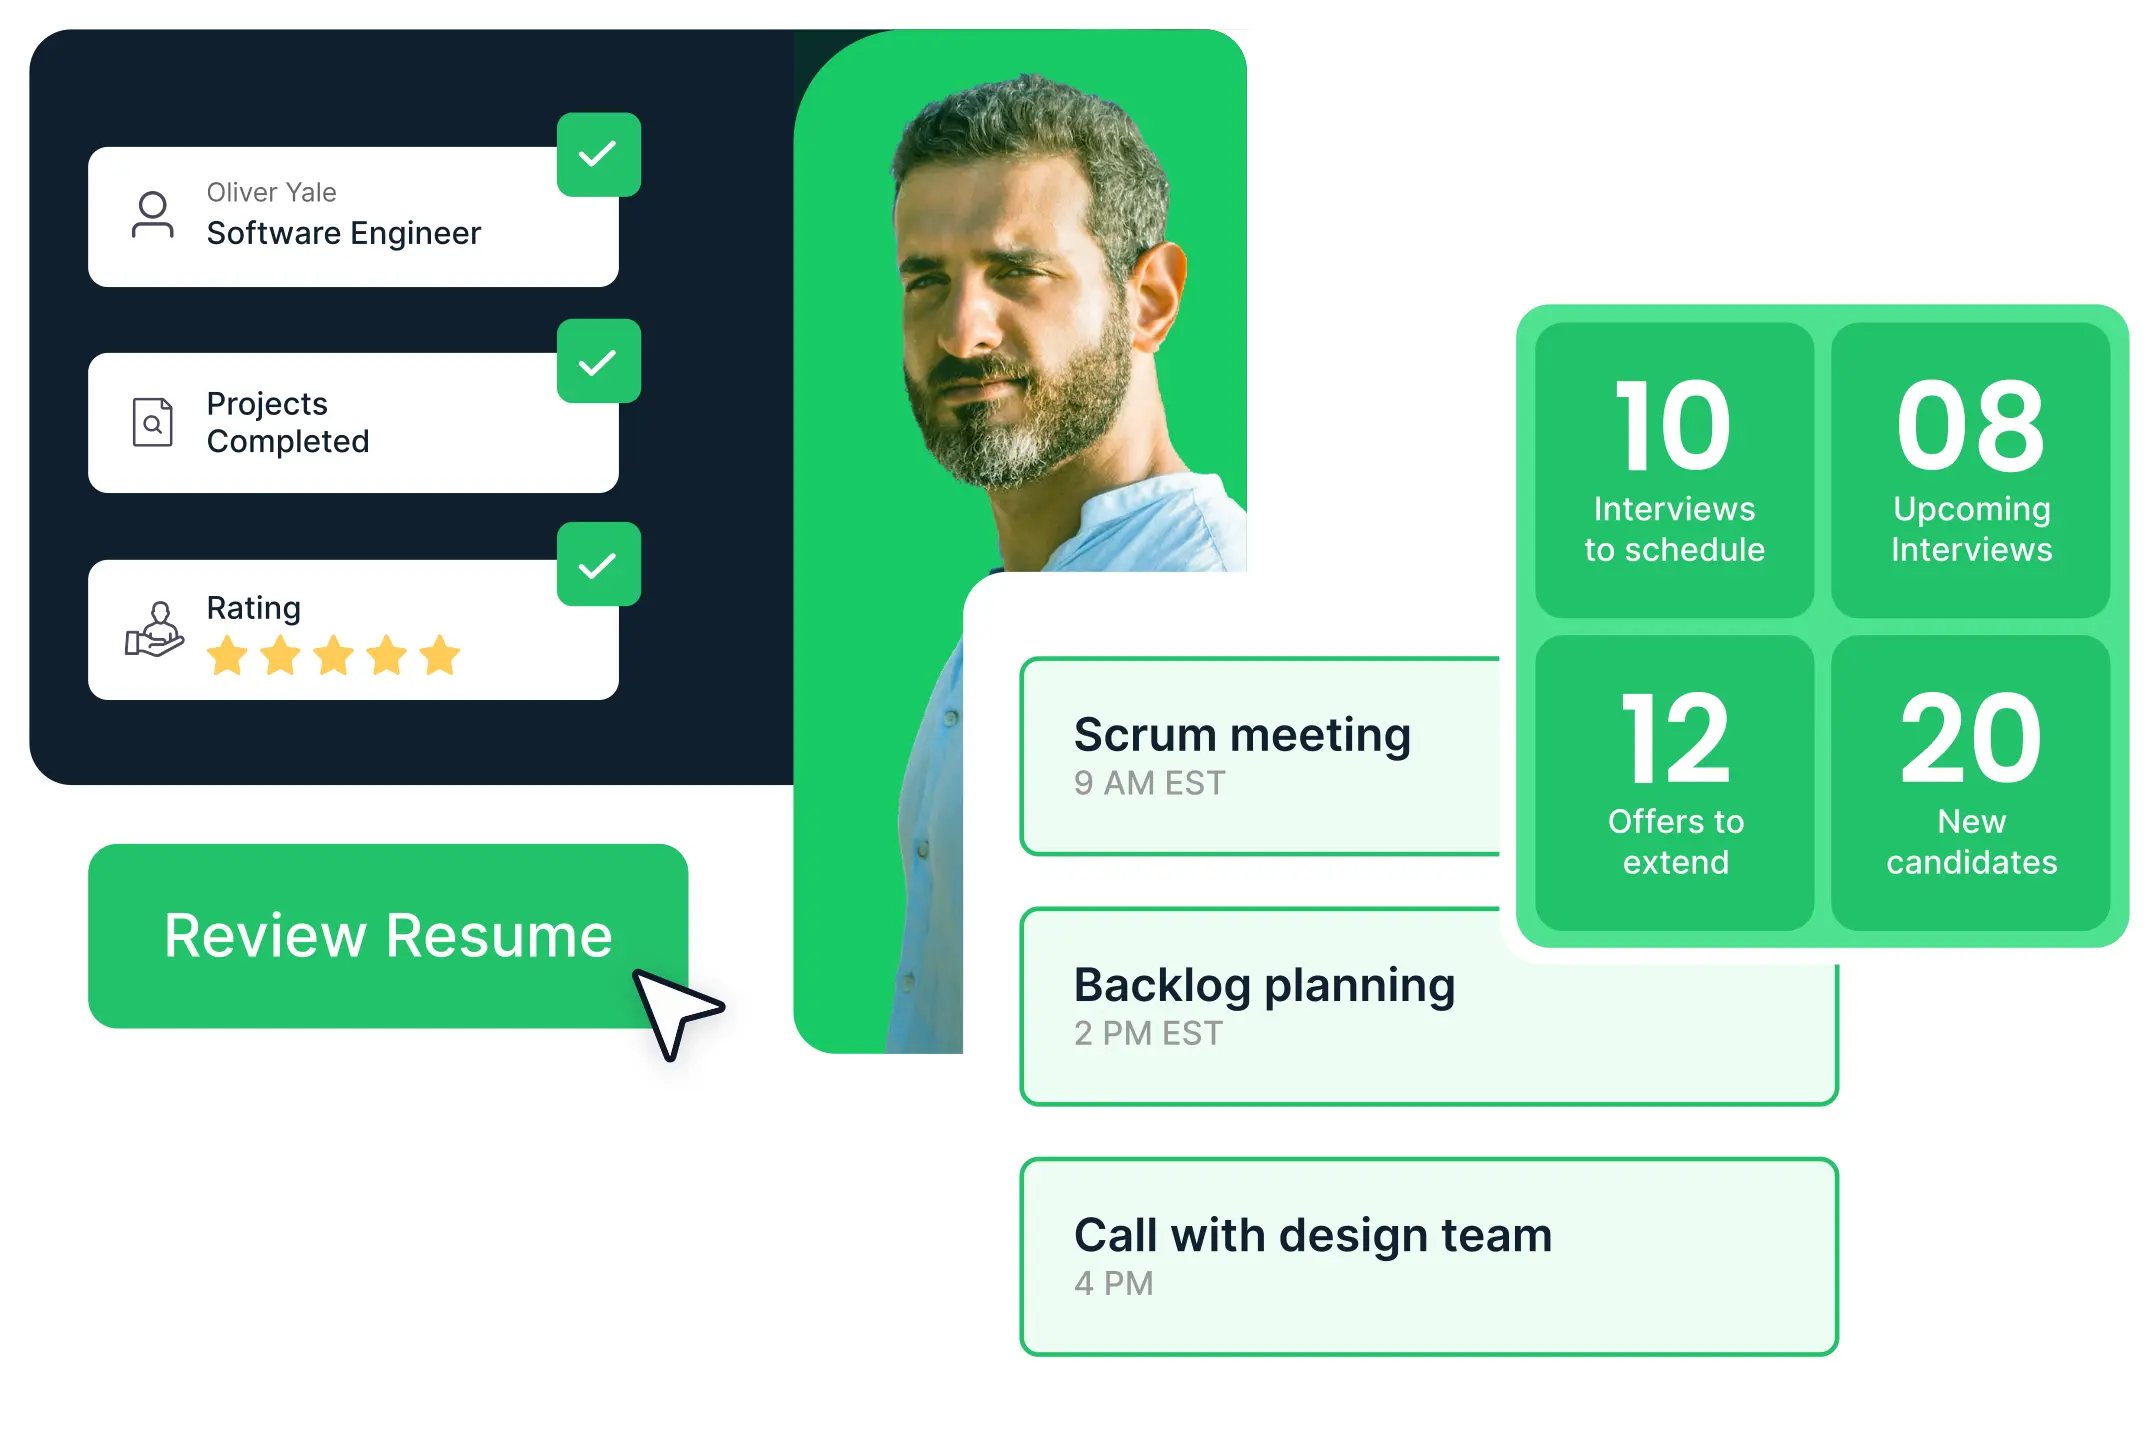 Oliver Yale
Software Engineer
Projects
Completed
Rating
Review Resume
Scrum meeting
9 AM EST
Backlog planning
2 PM EST
Call with design team
4 PM
10
Interviews
to schedule
08
Upcoming
Interviews
12
Offers to
extend
20
New
candidates